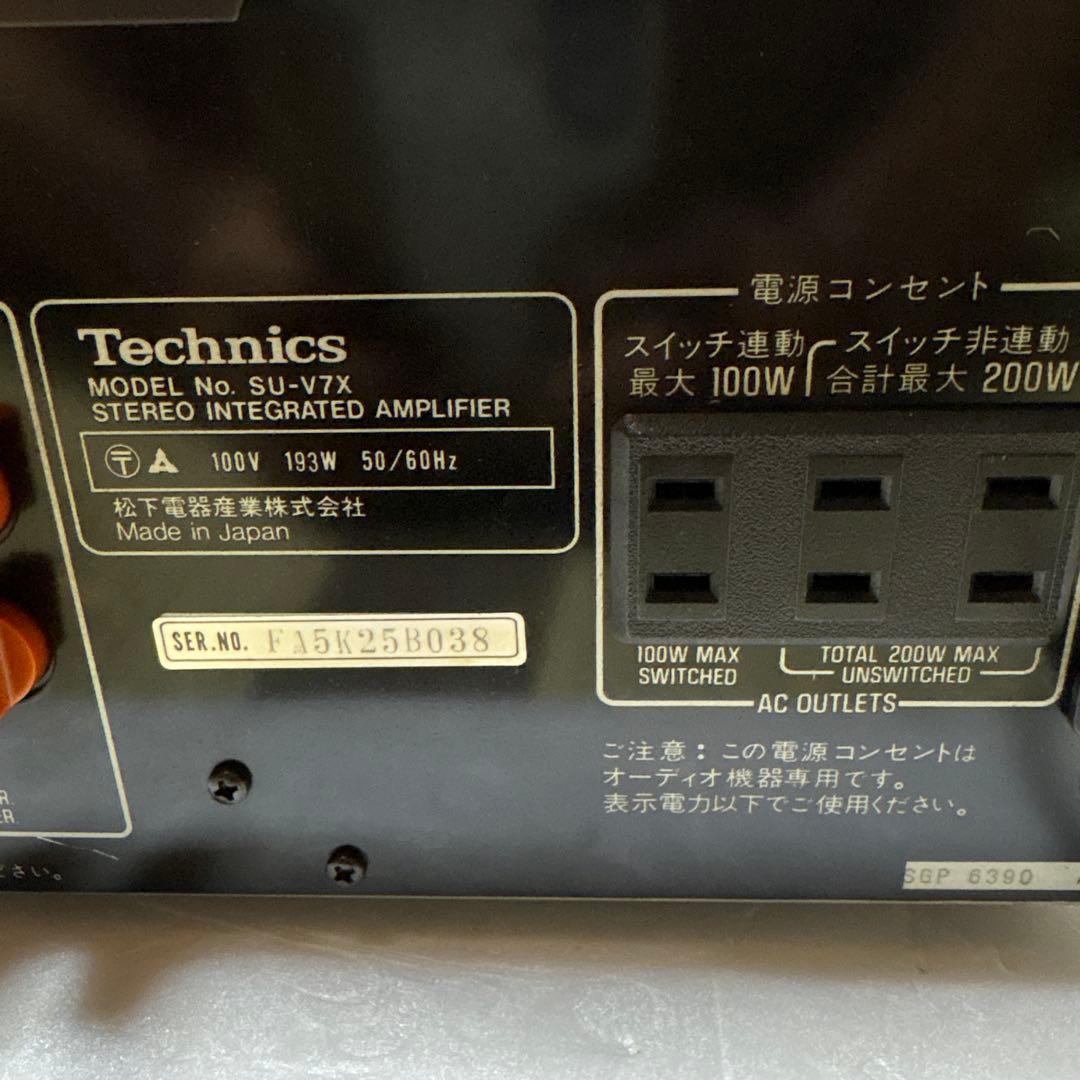 Technics
MODEL No. SU-V7X
STEREO INTEGRATED AMPLIFIER
〒 A 100V 193W 50/60Hz
松下電器産業株式会社
Made in Japan
SER.NO. FA5K25B038
電源コンセント
スイッチ連動
最大 100W
スイッチ非連動
合計最大 200W
100W MAX
SWITCHED
TOTAL 200W MAX
UNSWITCHED
AC OUTLETS
ご注意：この電源コンセントは
オーディオ機器専用です。
表示電力以下でご使用ください。
SGP 6390
R.
ER.
ださい。